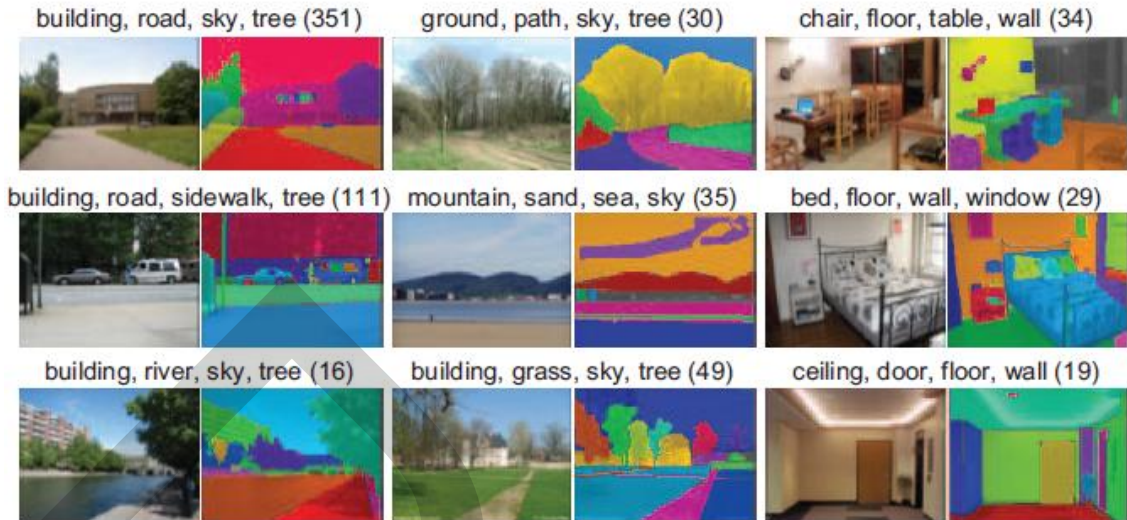 building, road, sky, tree (351)
ground, path, sky, tree (30)
chair, floor, table, wall (34)
building, road, sidewalk, tree (111)
mountain, sand, sea, sky (35)
bed, floor, wall, window (29)
building, river, sky, tree (16)
building, grass, sky, tree (49)
ceiling, door, floor, wall (19)